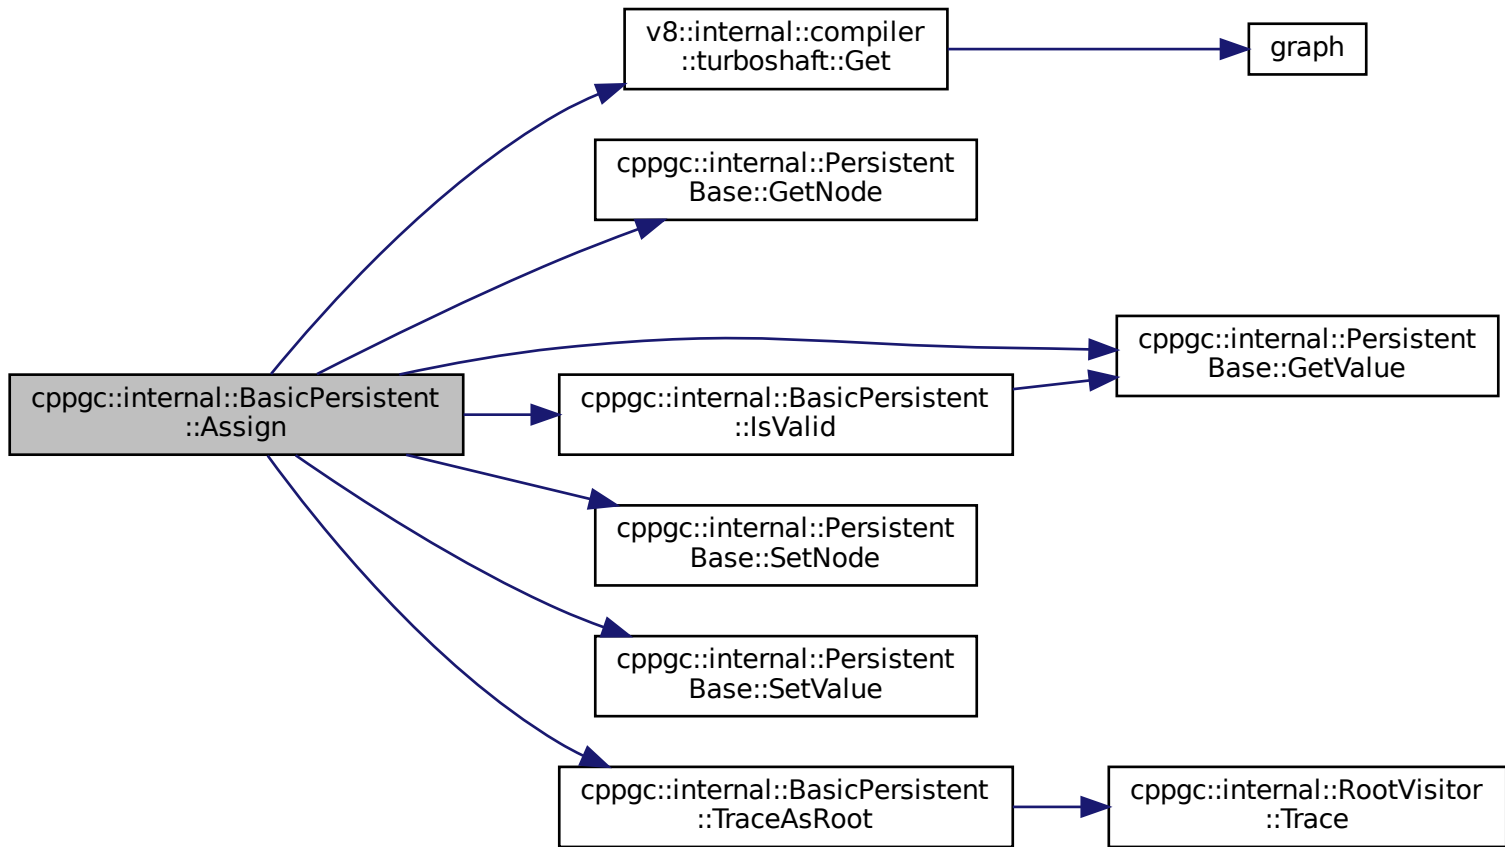 v8::internal::compiler
::turboshaft::Get
graph
cppgc::internal::Persistent
Base::GetNode
cppgc::internal::Persistent
Base::GetValue
cppgc::internal::BasicPersistent
::Assign
cppgc::internal::BasicPersistent
::IsValid
cppgc::internal::Persistent
Base::SetNode
cppgc::internal::Persistent
Base::SetValue
cppgc::internal::BasicPersistent
::TraceAsRoot
cppgc::internal::RootVisitor
::Trace